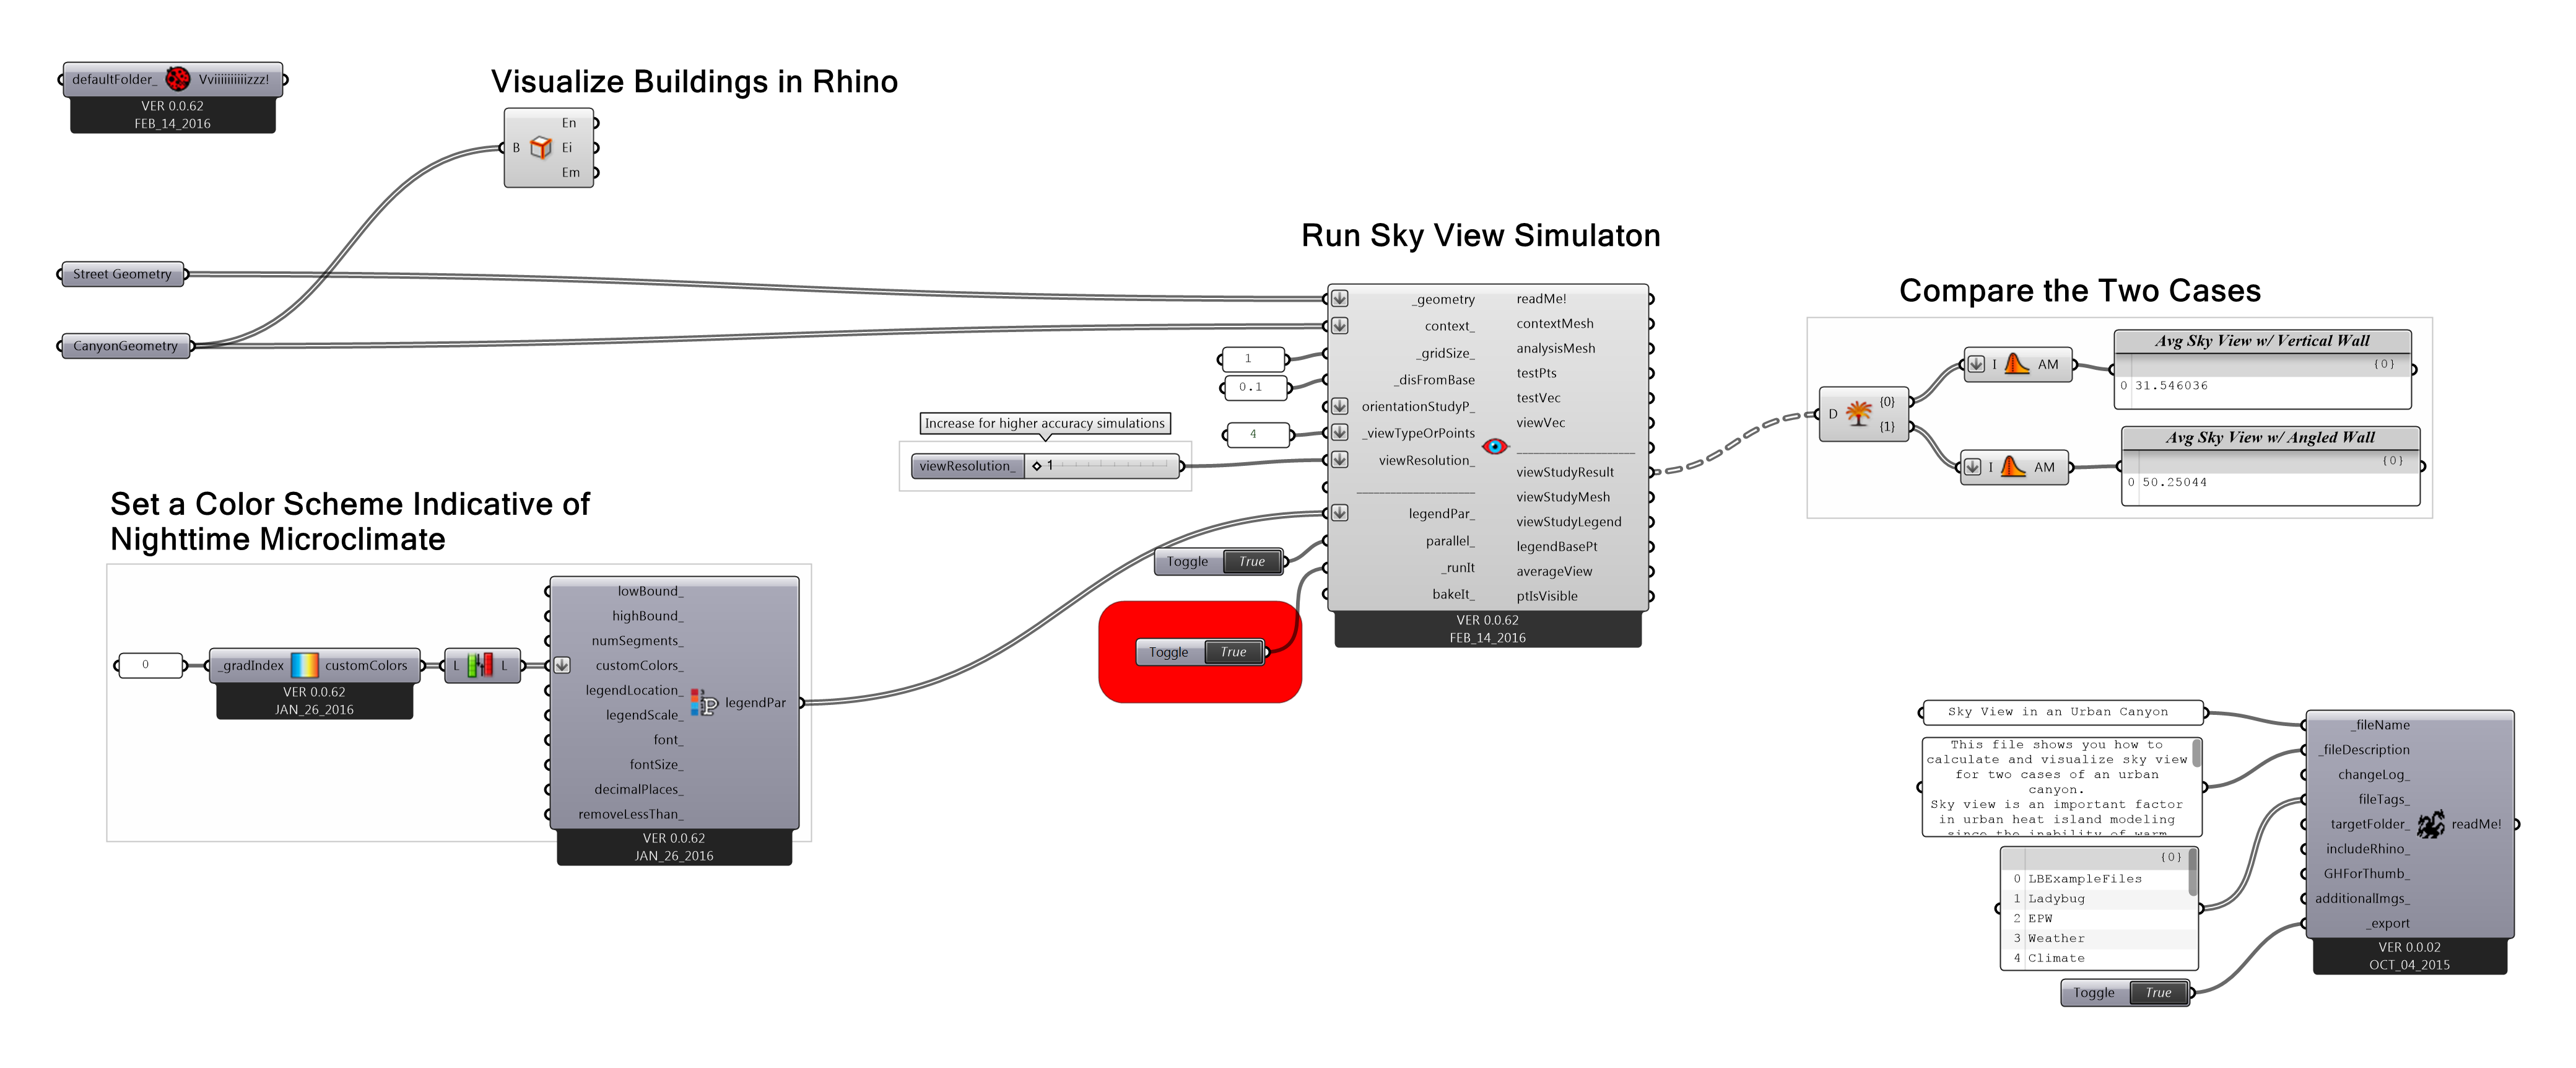 defaultFolder_ Vviiiiiiiiiizzz!
VER 0.0.62
FEB_14_2016
Visualize Buildings in Rhino
B
En
Ei
Em
Street Geometry
CanyonGeometry
Set a Color Scheme Indicative of
Nighttime Microclimate
0
_gradIndex customColors
VER 0.0.62
JAN_26_2016
L L
lowBound_
highBound_
numSegments_
customColors_
legendLocation_
legendScale_
font_
fontSize_
decimalPlaces_
removeLessThan_
legendPar
VER 0.0.62
JAN_26_2016
Run Sky View Simulaton
1
0.1
4
Increase for higher accuracy simulations
viewResolution_ 1
Toggle True
Toggle True
_geometry
context_
_gridSize_
_disFromBase
orientationStudyP_
_viewTypeOrPoints
viewResolution_
legendPar_
parallel_
_runIt
bakeIt_
readMe!
contextMesh
analysisMesh
testPts
testVec
viewVec
viewStudyResult
viewStudyMesh
viewStudyLegend
legendBasePt
averageView
ptIsVisible
VER 0.0.62
FEB_14_2016
Compare the Two Cases
D
{0}
{1}
I AM
Avg Sky View w/ Vertical Wall
{0}
0 31.546036
I AM
Avg Sky View w/ Angled Wall
{0}
0 50.25044
Sky View in an Urban Canyon
This file shows you how to
calculate and visualize sky view
for two cases of an urban
canyon.
Sky view is an important factor
in urban heat island modeling
since the inability of warm
{0}
0 LBExampleFiles
1 Ladybug
2 EPW
3 Weather
4 Climate
Toggle True
_fileName
_fileDescription
changeLog_
fileTags_
targetFolder_
includeRhino_
GHForThumb_
additionalImgs_
_export
readMe!
VER 0.0.02
OCT_04_2015